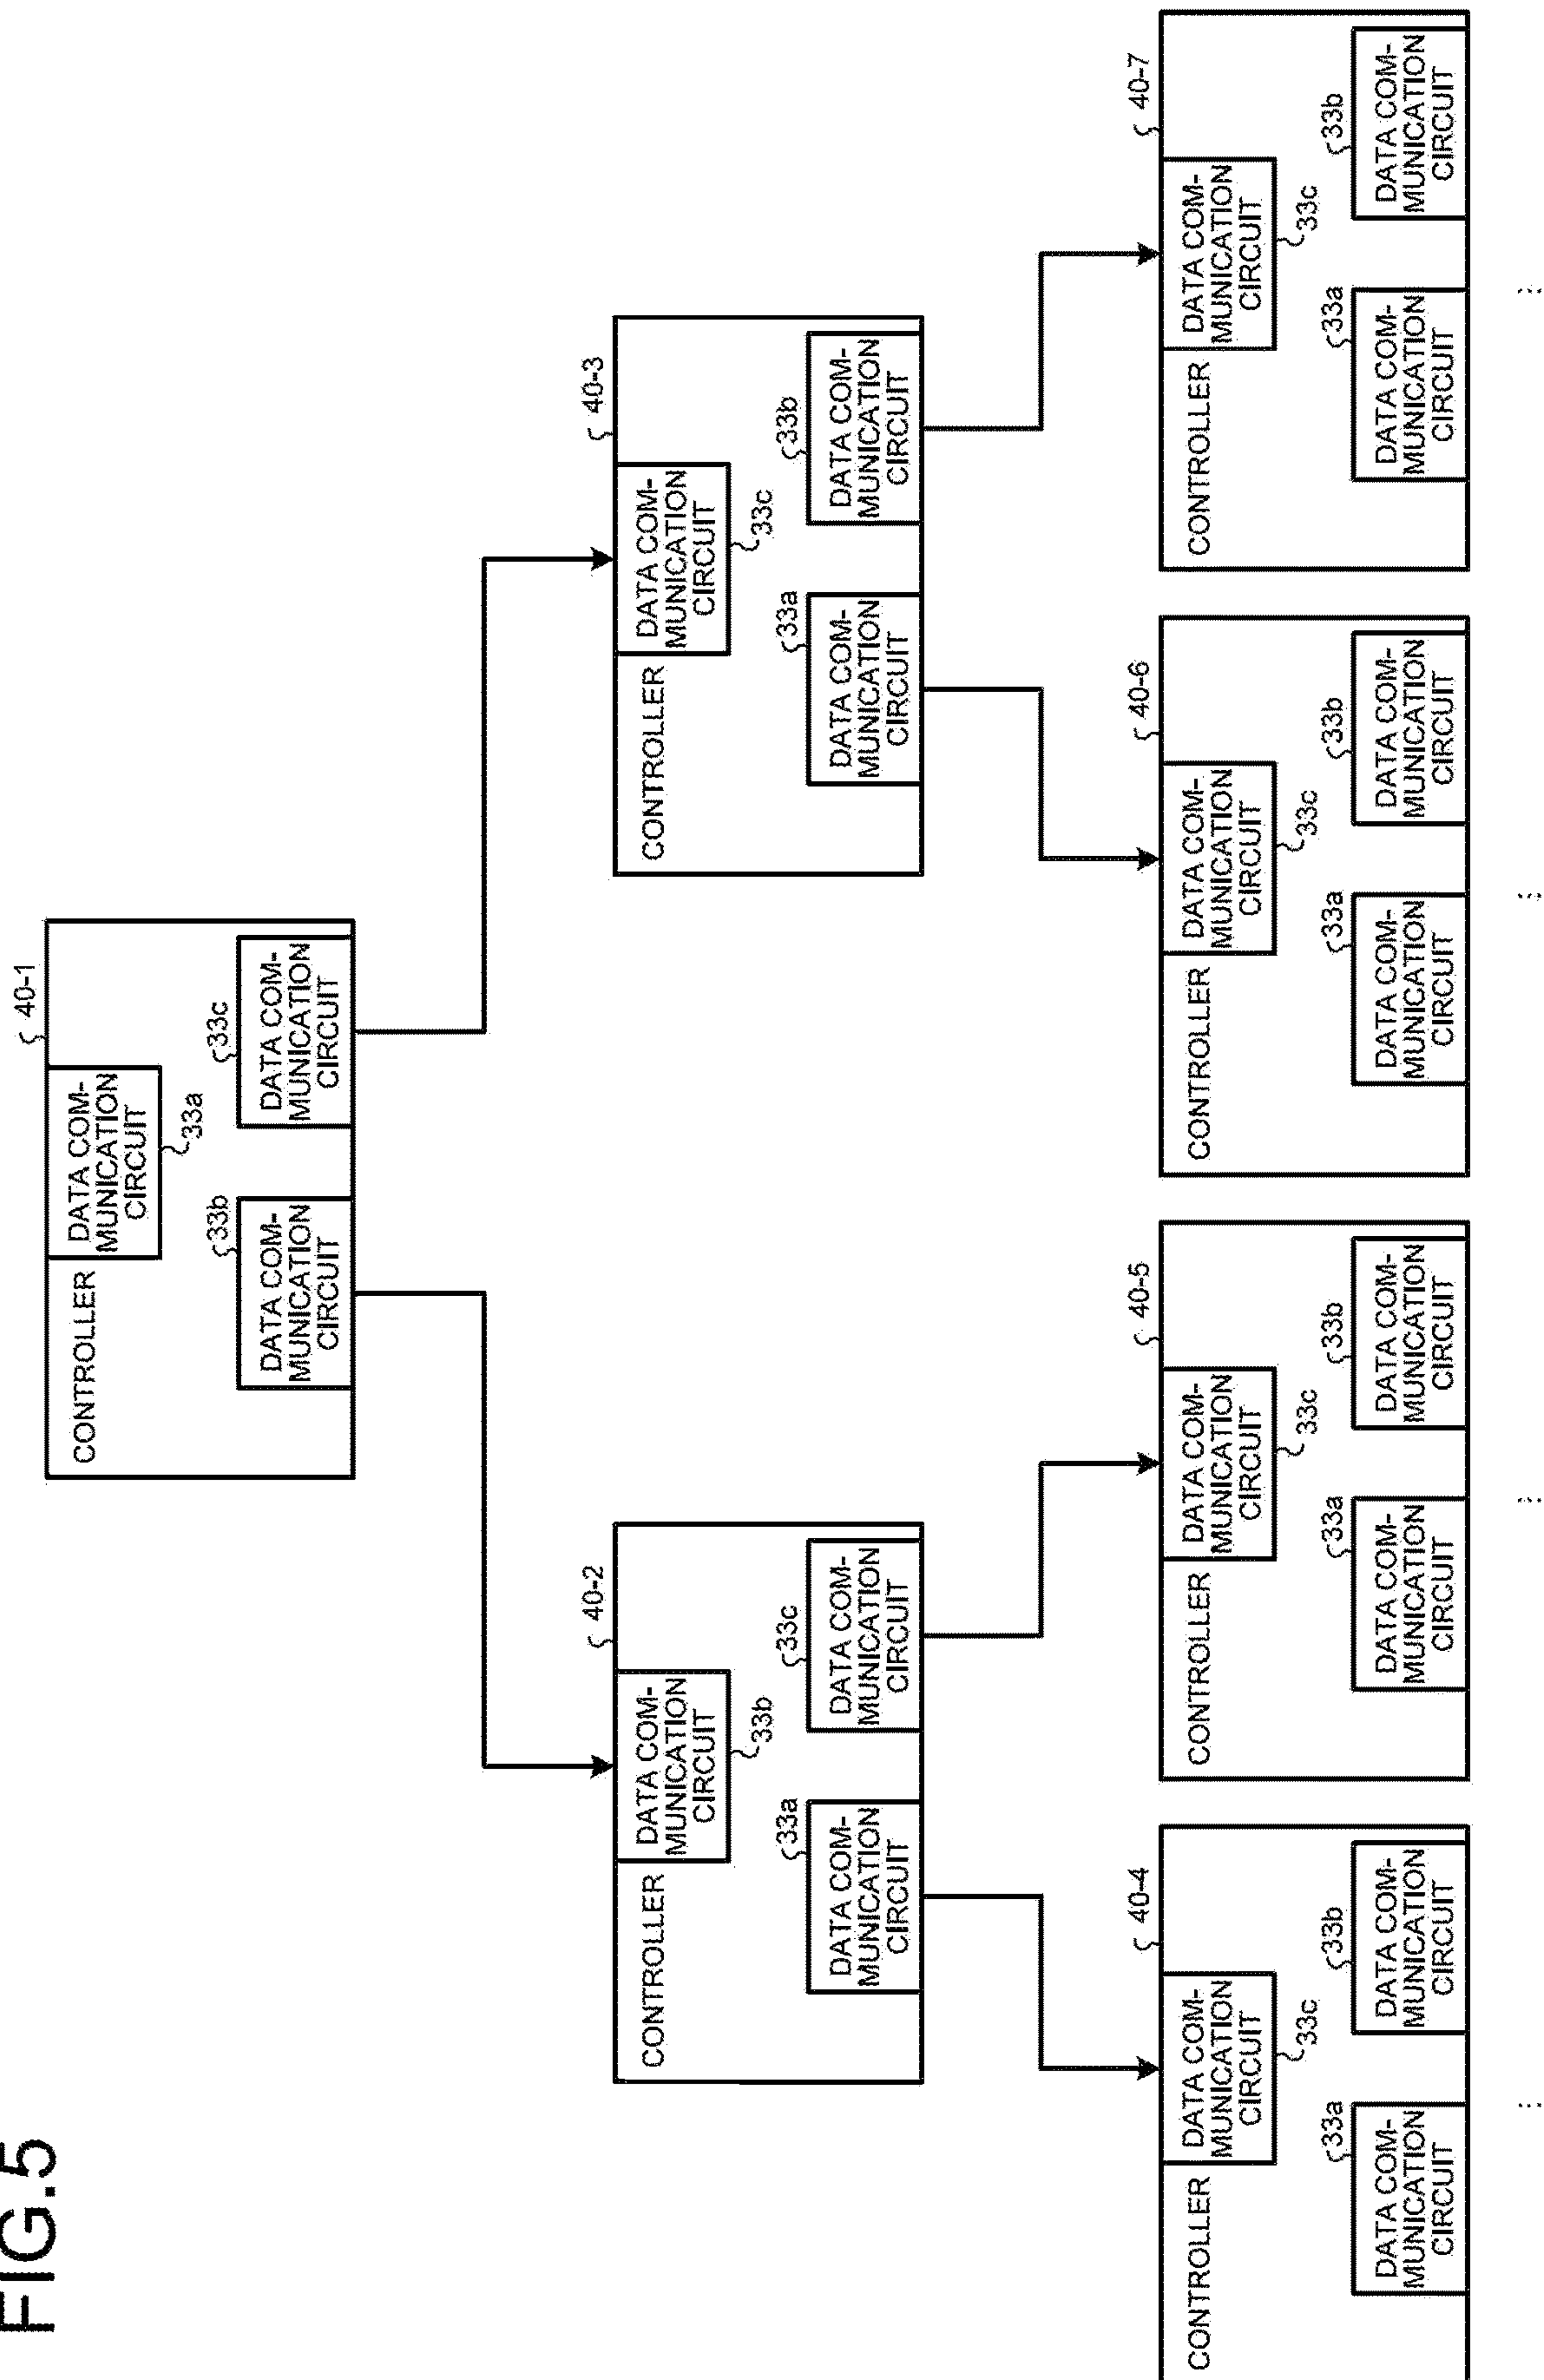 FIG.5
40-1
CONTROLLER
DATA COM-
MUNICATION
CIRCUIT
33a
33b
DATA COM-
MUNICATION
CIRCUIT
33c
DATA COM-
MUNICATION
CIRCUIT
40-2
CONTROLLER
DATA COM-
MUNICATION
CIRCUIT
33b
33a
DATA COM-
MUNICATION
CIRCUIT
33c
DATA COM-
MUNICATION
CIRCUIT
40-3
CONTROLLER
DATA COM-
MUNICATION
CIRCUIT
33c
33a
DATA COM-
MUNICATION
CIRCUIT
33b
DATA COM-
MUNICATION
CIRCUIT
40-4
CONTROLLER
DATA COM-
MUNICATION
CIRCUIT
33c
33a
DATA COM-
MUNICATION
CIRCUIT
33b
DATA COM-
MUNICATION
CIRCUIT
40-5
CONTROLLER
DATA COM-
MUNICATION
CIRCUIT
33c
33a
DATA COM-
MUNICATION
CIRCUIT
33b
DATA COM-
MUNICATION
CIRCUIT
40-6
CONTROLLER
DATA COM-
MUNICATION
CIRCUIT
33c
33a
DATA COM-
MUNICATION
CIRCUIT
33b
DATA COM-
MUNICATION
CIRCUIT
40-7
CONTROLLER
DATA COM-
MUNICATION
CIRCUIT
33c
33a
DATA COM-
MUNICATION
CIRCUIT
33b
DATA COM-
MUNICATION
CIRCUIT